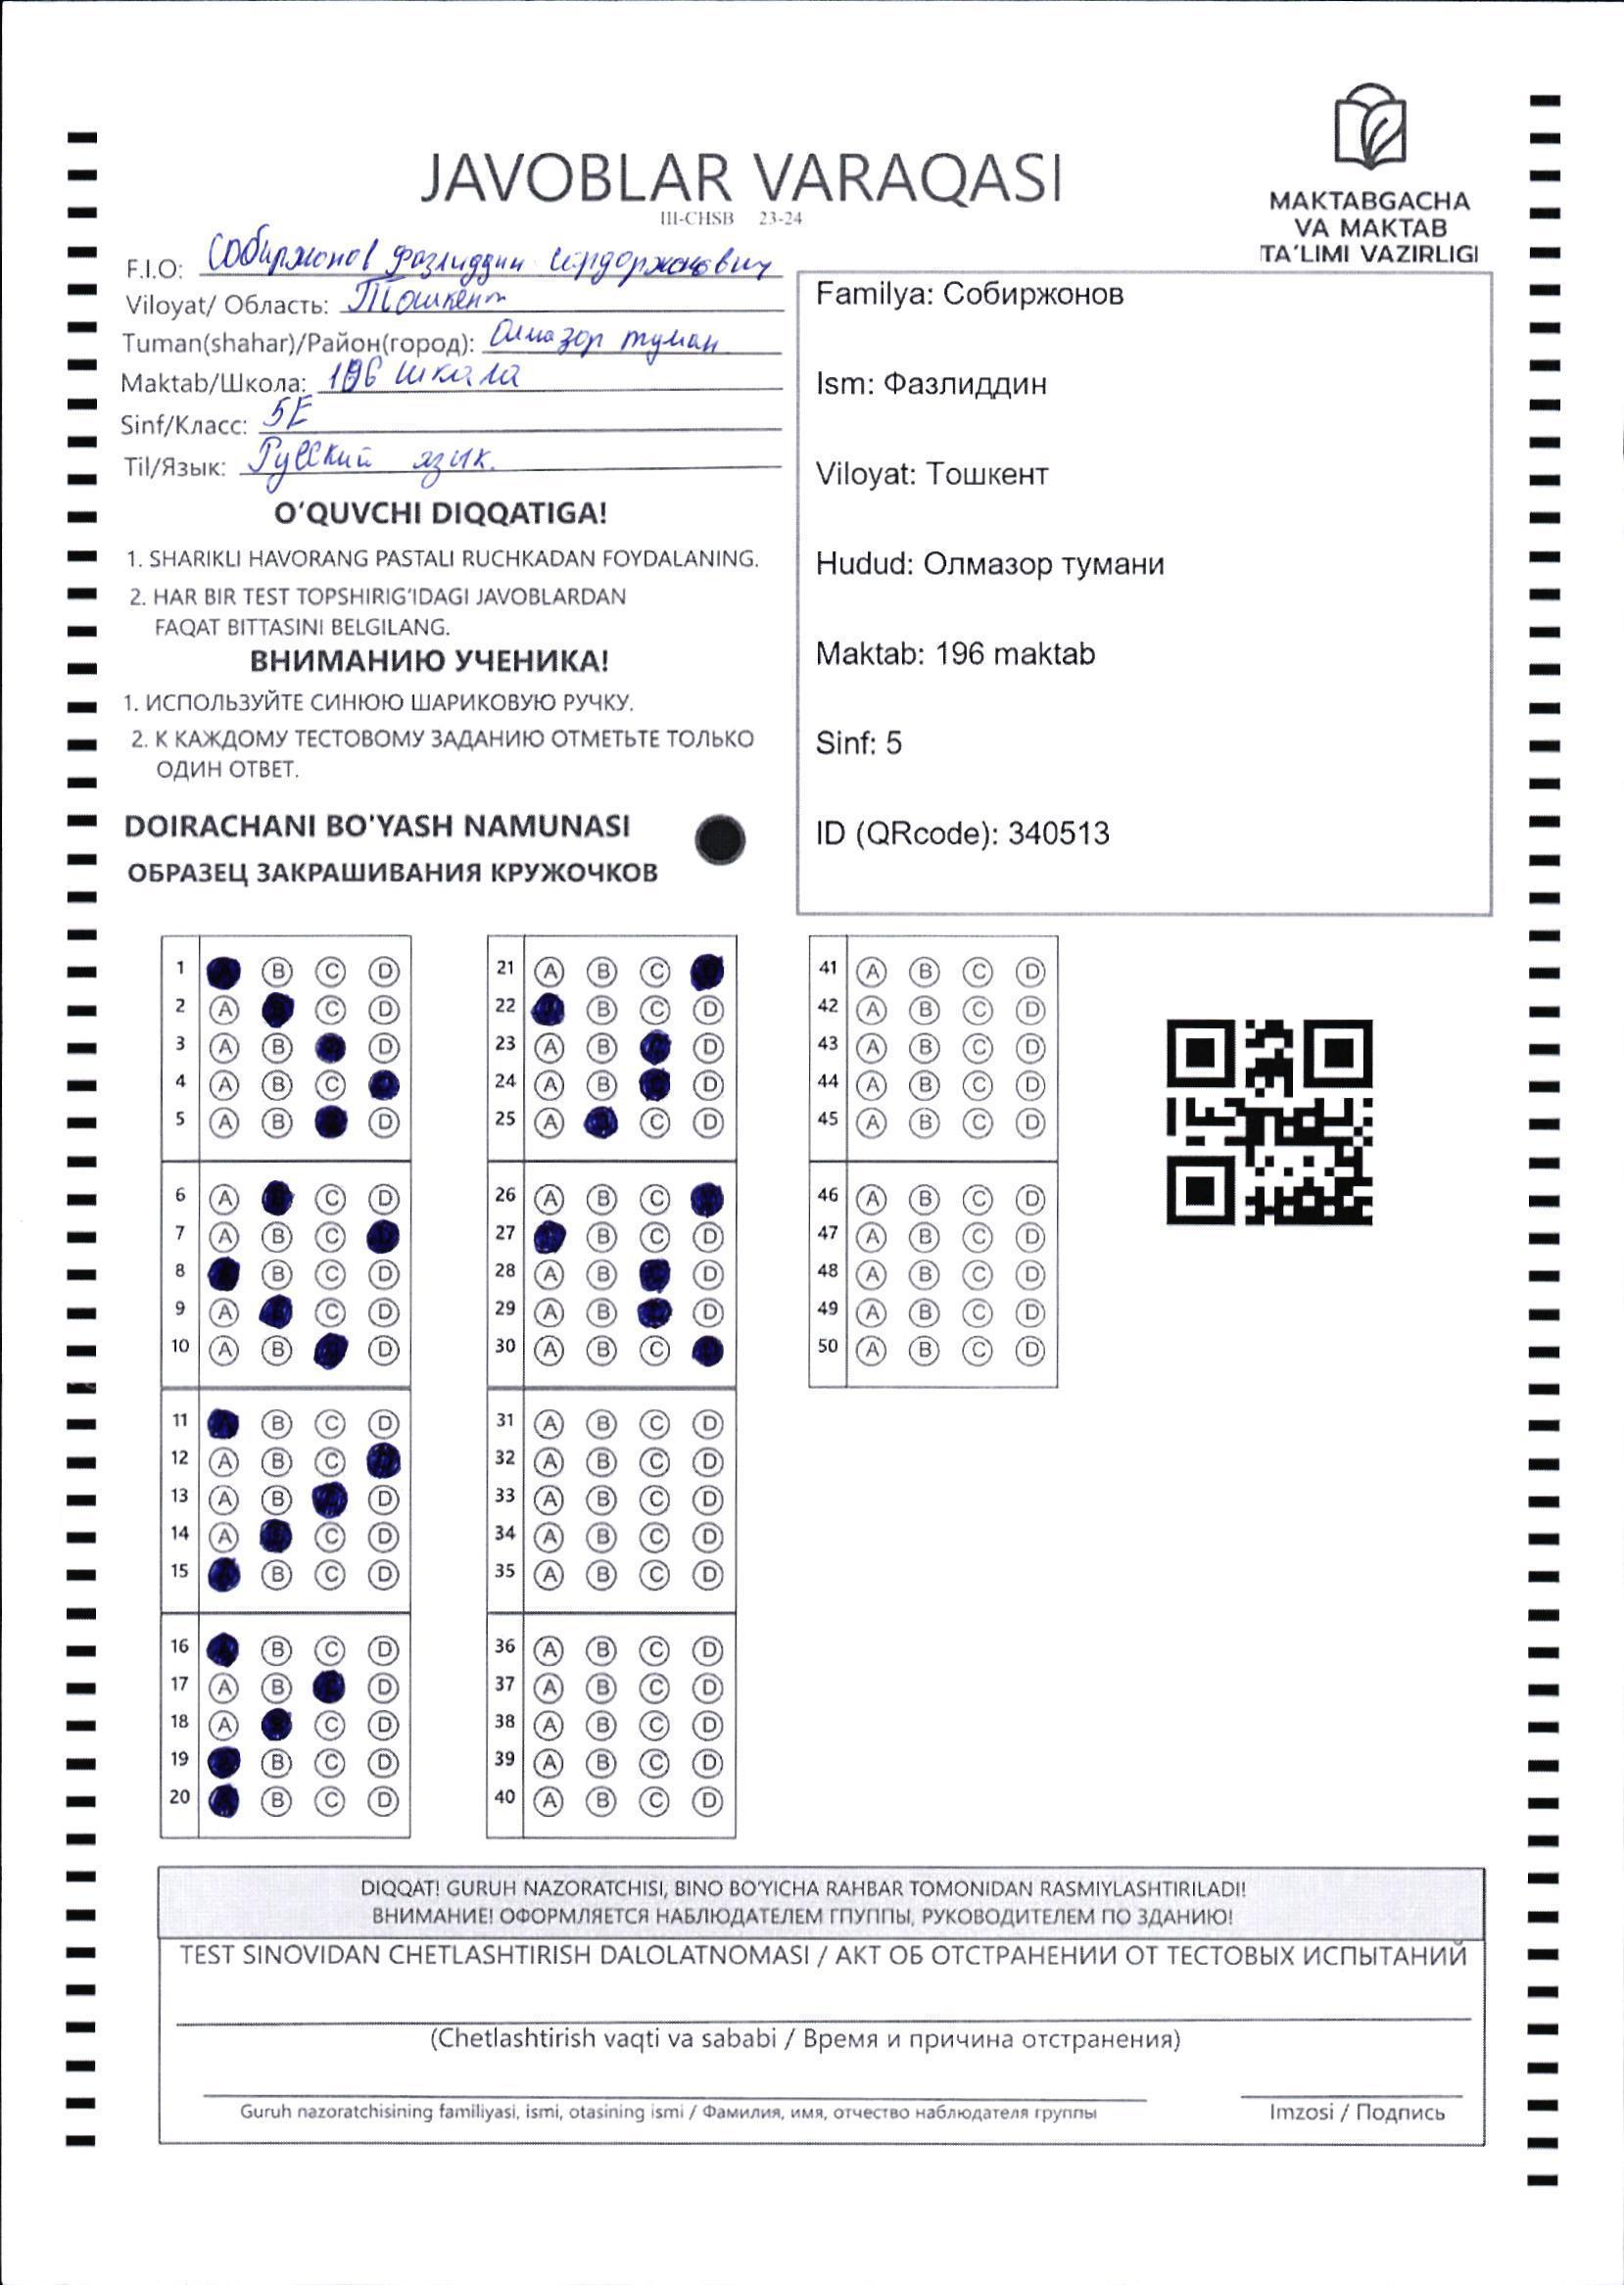 JAVOBLAR VARAQASI
III-CHSB 23-24
MAKTABGACHA
VA MAKTAB
TA'LIMI VAZIRLIGI
F.I.O: Собиржонов Фазлиддин
Viloyat/ Область: Тошкент
Tuman(shahar)/Район(город): Олмазор туман
Maktab/Школа: 196 школа
Sinf/Класс: 5Е
Til/Язык: Русский язик.
O'QUVCHI DIQQATIGA!
1. SHARIKLI HAVORANG PASTALI RUCHKADAN FOYDALANING.
2. HAR BIR TEST TOPSHIRIG'IDAGI JAVOBLARDAN
FAQAT BITTASINI BELGILANG.
ВНИМАНИЮ УЧЕНИКА!
1. ИСПОЛЬЗУЙТЕ СИНЮЮ ШАРИКОВУЮ РУЧКУ.
2. К КАЖДОМУ ТЕСТОВОМУ ЗАДАНИЮ ОТМЕТЬТЕ ТОЛЬКО
ОДИН ОТВЕТ.
DOIRACHANI BO'YASH NAMUNASI
ОБРАЗЕЦ ЗАКРАШИВАНИЯ КРУЖОЧКОВ
Familya: Собиржонов
Ism: Фазлиддин
Viloyat: Тошкент
Hudud: Олмазор тумани
Maktab: 196 maktab
Sinf: 5
ID (QRcode): 340513
1 B C D
2 A C D
3 A B D
4 A B C
5 A B D
6 A C D
7 A B C
8 B C D
9 A C D
10 A B D
11 B C D
12 A B C
13 A B D
14 A C D
15 B C D
16 B C D
17 A B D
18 A C D
19 B C D
20 B C D
21 A B C
22 B C D
23 A B D
24 A B D
25 A C D
26 A B C
27 B C D
28 A B D
29 A B D
30 A B C
31 A B C D
32 A B C D
33 A B C D
34 A B C D
35 A B C D
36 A B C D
37 A B C D
38 A B C D
39 A B C D
40 A B C D
41 A B C D
42 A B C D
43 A B C D
44 A B C D
45 A B C D
46 A B C D
47 A B C D
48 A B C D
49 A B C D
50 A B C D
DIQQAT! GURUH NAZORATCHISI, BINO BO'YICHA RAHBAR TOMONIDAN RASMIYLASHTIRILADI!
ВНИМАНИЕ! ОФОРМЛЯЕТСЯ НАБЛЮДАТЕЛЕМ ГПУППЫ, РУКОВОДИТЕЛЕМ ПО ЗДАНИЮ!
TEST SINOVIDAN CHETLASHTIRISH DALOLATNOMASI / АКТ ОБ ОТСТРАНЕНИИ ОТ ТЕСТОВЫХ ИСПЫТАНИЙ
(Chetlashtirish vaqti va sababi / Время и причина отстранения)
Guruh nazoratchisining familiyasi, ismi, otasining ismi / Фамилия, имя, отчество наблюдателя группы
Imzosi / Подпись